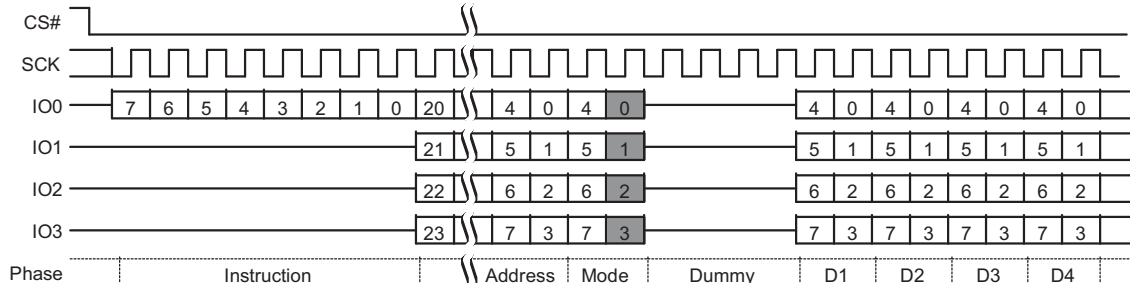 CS#
SCK
IO0 7 6 5 4 3 2 1 0 20 4 0 4 0 4 0 4 0 4 0 4 0
IO1 21 5 1 5 1 5 1 5 1 5 1 5 1
IO2 22 6 2 6 2 6 2 6 2 6 2 6 2
IO3 23 7 3 7 3 7 3 7 3 7 3 7 3
Phase Instruction Address Mode Dummy D1 D2 D3 D4